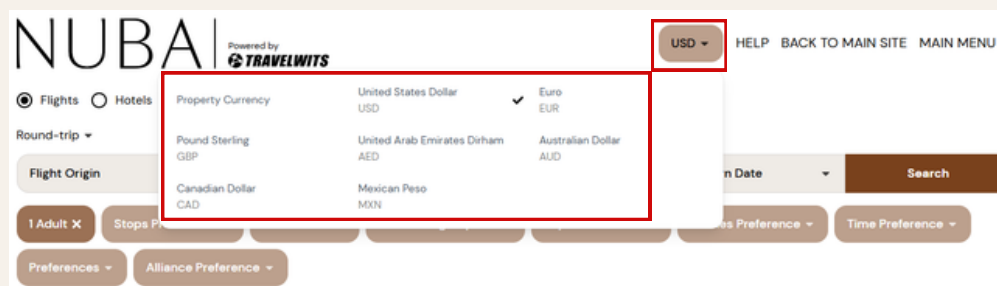 NUBA
Powered by
TRAVELWITS
USD
HELP BACK TO MAIN SITE MAIN MENU
Flights Hotels
Property Currency
United States Dollar
USD
Euro
EUR
Round-trip
Pound Sterling
GBP
United Arab Emirates Dirham
AED
Australian Dollar
AUD
Flight Origin
Date
Search
Canadian Dollar
CAD
Mexican Peso
MXN
1 Adult X
Stops
Preference
Time Preference
Preferences
Alliance Preference